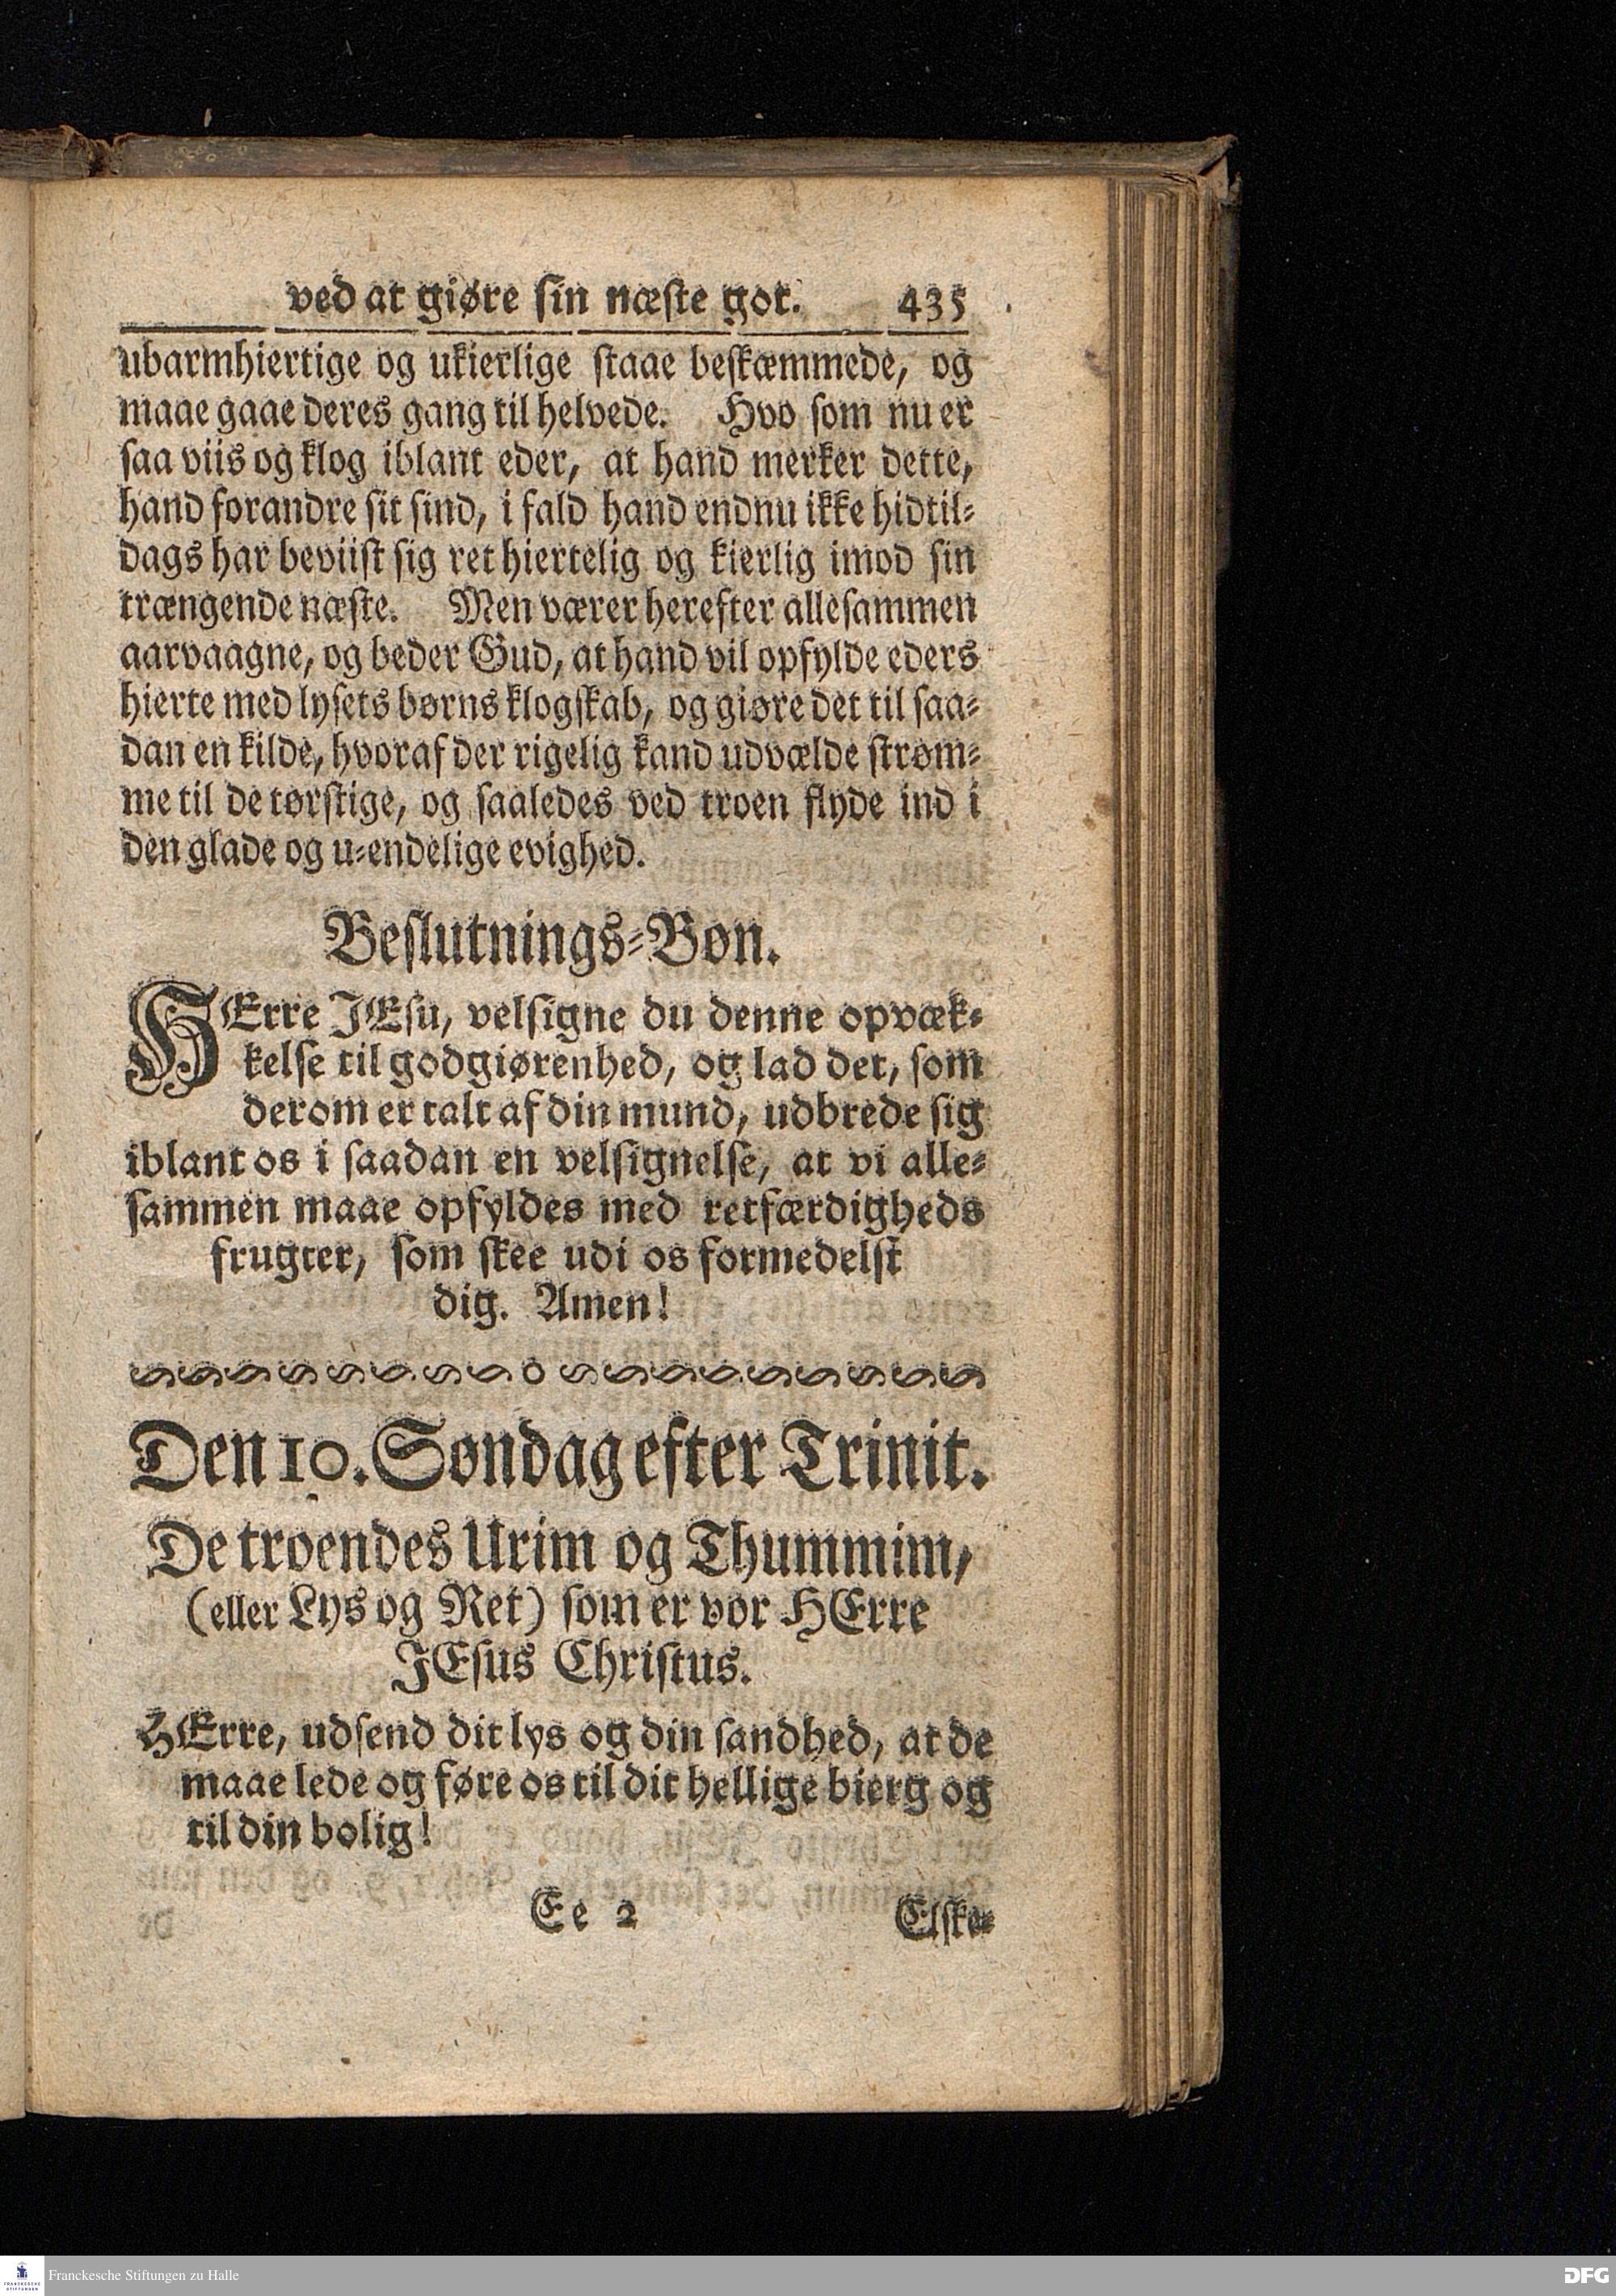 ved at giøre sin næste got. 435
ubarmhiertige og ukierlige staae beskæmmede, og
maae gaae deres gang til helvede. Hvo som nu er
saa viis og klog iblant eder, at hand merker dette,
hand forandre sit sind, i fald hand endnu ikke hidtil-
dags har beviist sig ret hiertelig og kierlig imod sin
trængende næste. Men værer herefter allesammen
aarvaagne, og beder Gud, at hand vil opfylde eders
hierte med lysets børns klogskab, og giøre det til saa-
dan en kilde, hvoraf der rigelig kand udvælde strøm-
me til de tørstige, og saaledes ved troen flyde ind i
den glade og u-endelige evighed.
Beslutnings-Bøn.
HErre JEsu, velsigne du denne opvæk-
kelse til godgiørenhed, og lad det, som
derom er talt af din mund, udbrede sig
iblant os i saadan en velsignelse, at vi alle-
sammen maae opfyldes med retfærdigheds
frugter, som skee udi os formedelst
dig. Amen!
Den 10. Søndag efter Trinit.
De troendes Urim og Thummim,
(eller Lys og Ret) som er vor HErre
JEsus Christus.
HErre, udsend dit lys og din sandhed, at de
maae lede og føre os til dit hellige bierg og
til din bolig!
Ee 2 Elske-
Franckesche Stiftungen zu Halle
DFG